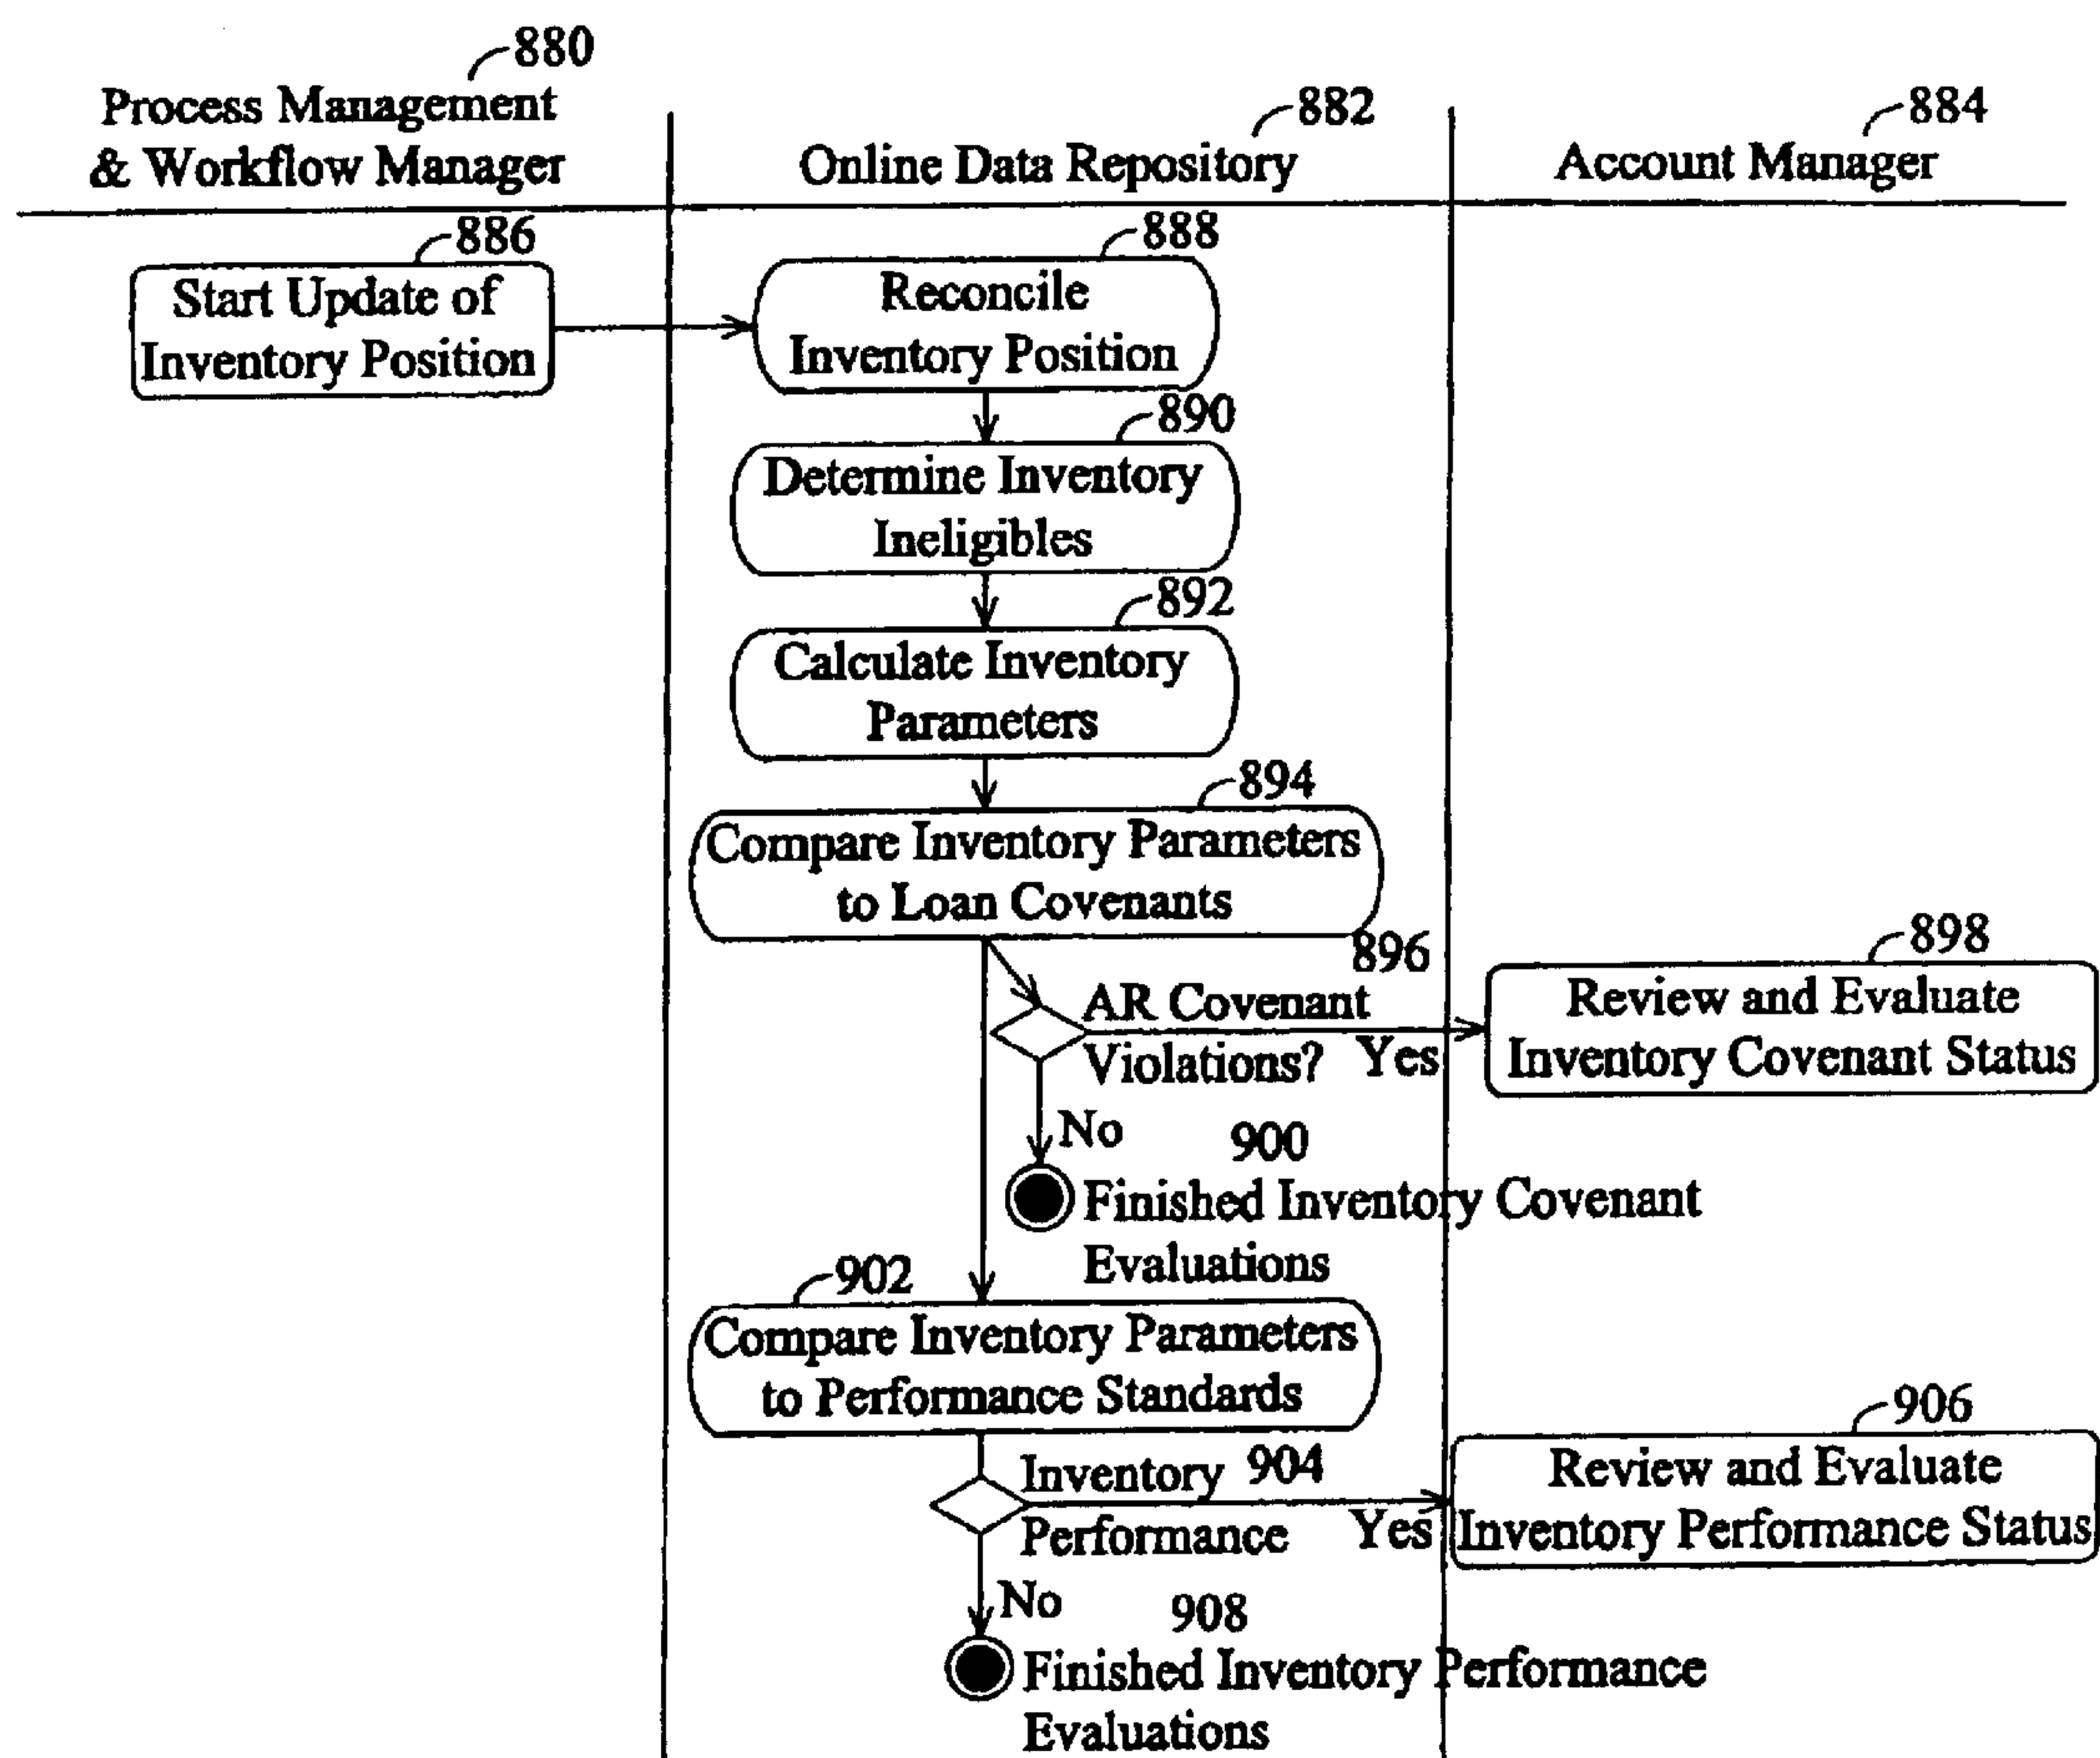 880
Process Management
& Workflow Manager
882
Online Data Repository
884
Account Manager
886
Start Update of
Inventory Position
888
Reconcile
Inventory Position
890
Determine Inventory
Ineligibles
892
Calculate Inventory
Parameters
894
Compare Inventory Parameters
to Loan Covenants
896
AR Covenant
Violations? Yes
898
Review and Evaluate
Inventory Covenant Status
No
900
Finished Inventory Covenant
Evaluations
902
Compare Inventory Parameters
to Performance Standards
Inventory 904
Performance Yes
906
Review and Evaluate
Inventory Performance Status
No
908
Finished Inventory Performance
Evaluations